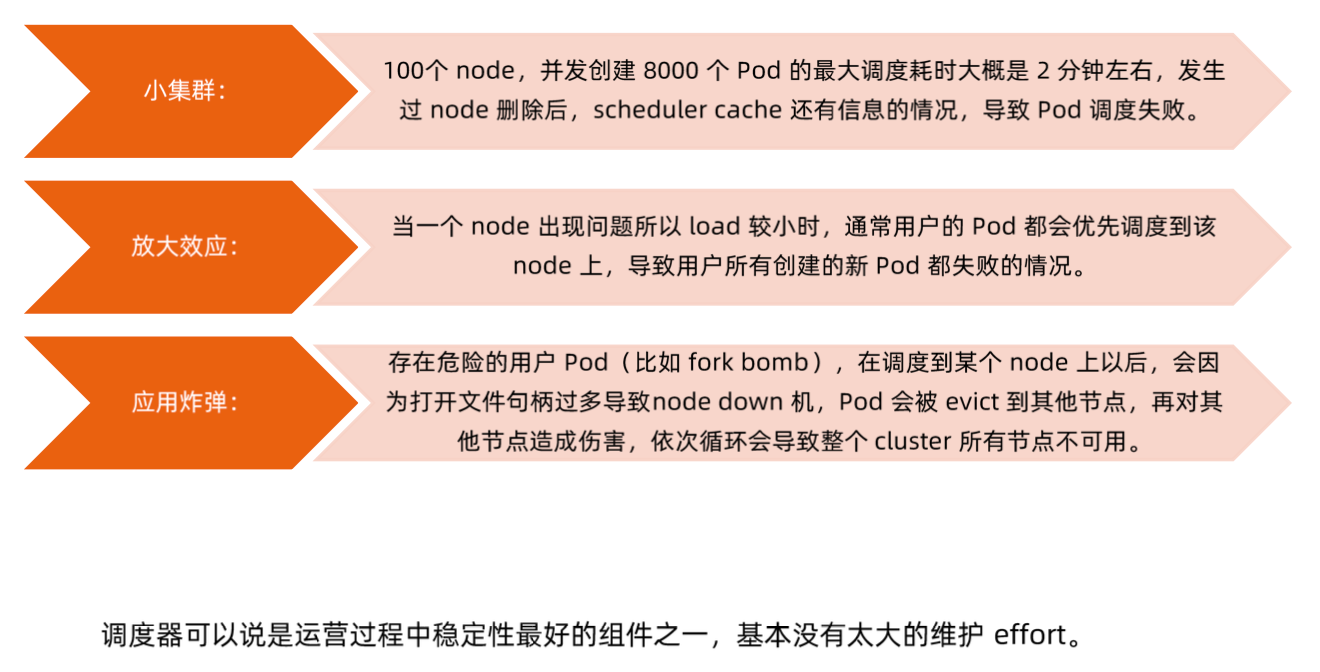 小集群：
100个 node，并发创建 8000 个 Pod 的最大调度耗时大概是 2 分钟左右，发生
过 node 删除后，scheduler cache 还有信息的情况，导致 Pod 调度失败。
放大效应：
当一个 node 出现问题所以 load 较小时，通常用户的 Pod 都会优先调度到该
node 上，导致用户所有创建的新 Pod 都失败的情况。
应用炸弹：
存在危险的用户 Pod（比如 fork bomb），在调度到某个 node 上以后，会因
为打开文件句柄过多导致node down 机，Pod 会被 evict 到其他节点，再对其
他节点造成伤害，依次循环会导致整个 cluster 所有节点不可用。
调度器可以说是运营过程中稳定性最好的组件之一，基本没有太大的维护 effort。